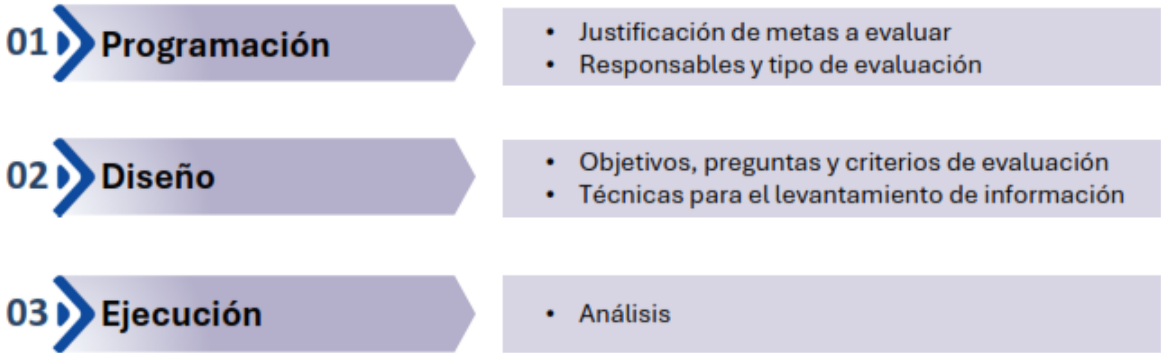 01 Programación
• Justificación de metas a evaluar
• Responsables y tipo de evaluación
02 Diseño
• Objetivos, preguntas y criterios de evaluación
• Técnicas para el levantamiento de información
03 Ejecución
• Análisis